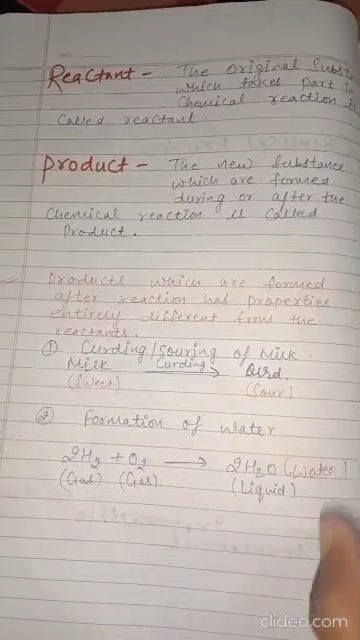 Reactant - The original Subst
which takes part in
Chemical reaction is
Called reactant.
Product - The new Substance
which are formed
during or after the
Chemical reaction is called
Product.
Products which are formed
after reaction has properties
entirely different from the
reactants.
① Curding/Souring of Milk.
Milk Curding → Curd.
(Sweet) (Sour)
② Formation of water
2H₂ + O₂ → 2H₂O (water)
(Gas) (Gas) (Liquid)
clideo.com